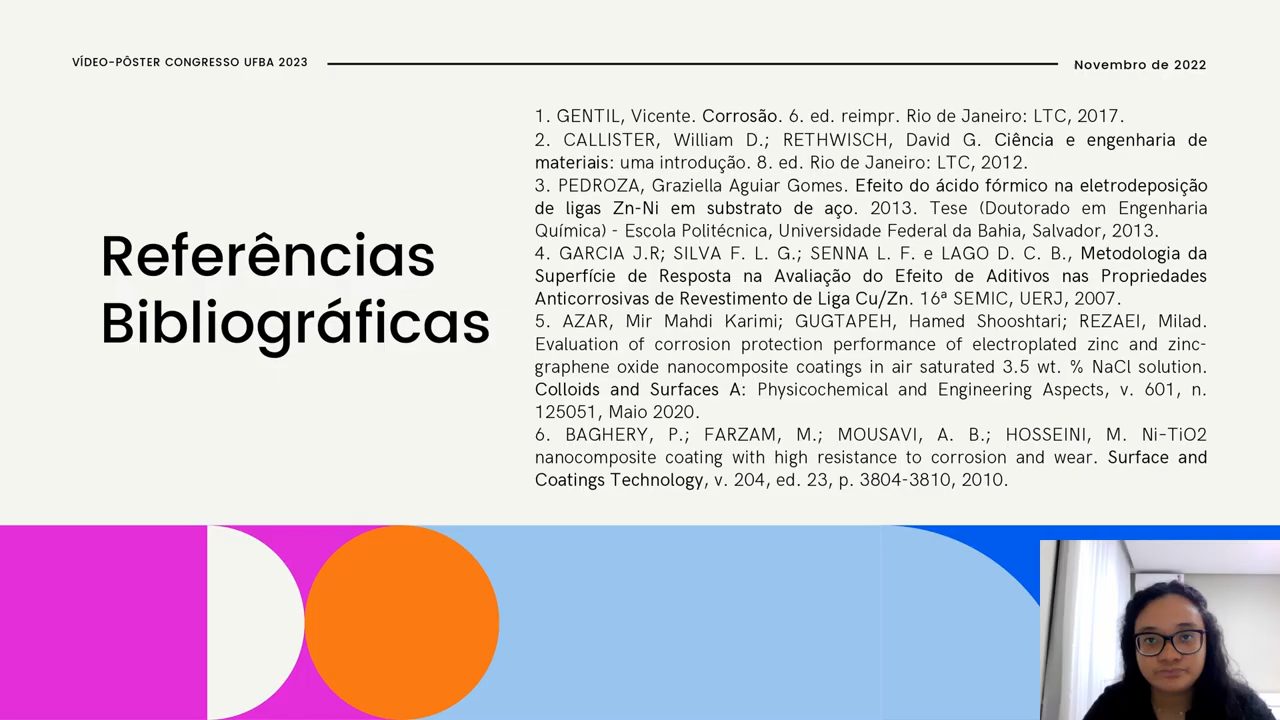 VÍDEO-PÔSTER CONGRESSO UFBA 2023
Novembro de 2022
Referências
Bibliográficas
1. GENTIL, Vicente. Corrosão. 6. ed. reimpr. Rio de Janeiro: LTC, 2017.
2. CALLISTER, William D.; RETHWISCH, David G. Ciência e engenharia de
materiais: uma introdução. 8. ed. Rio de Janeiro: LTC, 2012.
3. PEDROZA, Graziella Aguiar Gomes. Efeito do ácido fórmico na eletrodeposição
de ligas Zn-Ni em substrato de aço. 2013. Tese (Doutorado em Engenharia
Química) - Escola Politécnica, Universidade Federal da Bahia, Salvador, 2013.
4. GARCIA J.R; SILVA F. L. G.; SENNA L. F. e LAGO D. C. B., Metodologia da
Superfície de Resposta na Avaliação do Efeito de Aditivos nas Propriedades
Anticorrosivas de Revestimento de Liga Cu/Zn. 16ª SEMIC, UERJ, 2007.
5. AZAR, Mir Mahdi Karimi; GUGTAPEH, Hamed Shooshtari; REZAEI, Milad.
Evaluation of corrosion protection performance of electroplated zinc and zinc-
graphene oxide nanocomposite coatings in air saturated 3.5 wt. % NaCl solution.
Colloids and Surfaces A: Physicochemical and Engineering Aspects, v. 601, n.
125051, Maio 2020.
6. BAGHERY, P.; FARZAM, M.; MOUSAVI, A. B.; HOSSEINI, M. Ni–TiO2
nanocomposite coating with high resistance to corrosion and wear. Surface and
Coatings Technology, v. 204, ed. 23, p. 3804-3810, 2010.